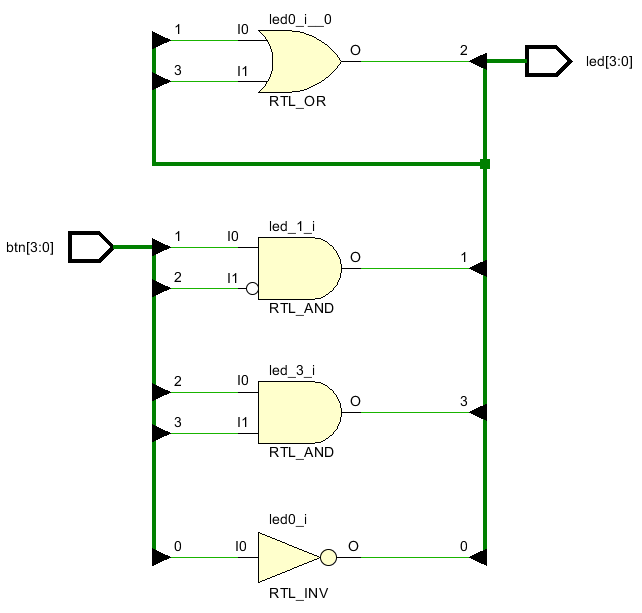 led0_i__0
1 I0
O 2
led[3:0]
3 I1
RTL_OR
led_1_i
btn[3:0]
1 I0
O 1
2 I1
RTL_AND
led_3_i
2 I0
O 3
3 I1
RTL_AND
led0_i
0 I0
O 0
RTL_INV